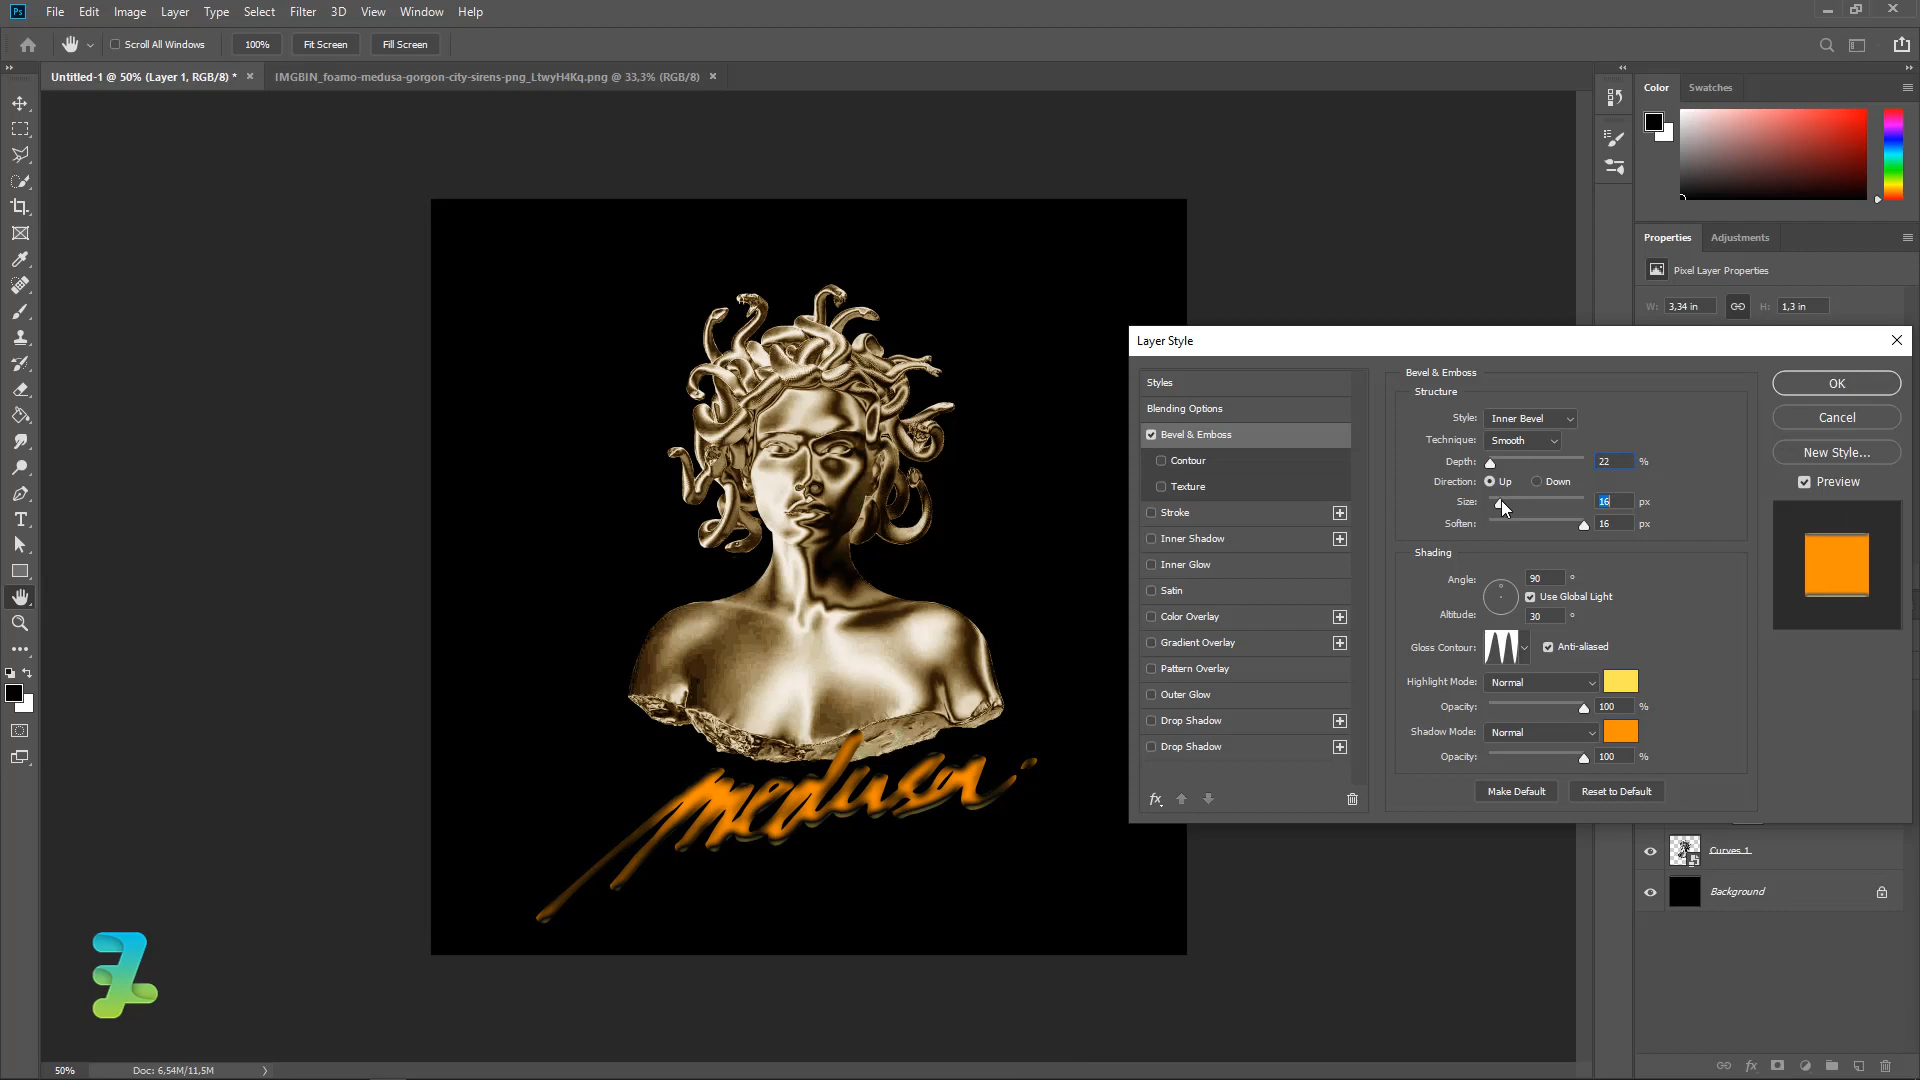 File Edit Image Layer Type Select Filter 3D View Window Help
Scroll All Windows 100% Fit Screen Fill Screen
Untitled-1 @ 50% (Layer 1, RGB/8) * × IMGBIN_foamo-medusa-gorgon-city-sirens-png_LtwyH4Kq.png @ 33,3% (RGB/8) ×
Color Swatches
Properties Adjustments
Pixel Layer Properties
W: 3,34 in H: 1,3 in
Layer Style
Styles
Blending Options
Bevel & Emboss
Contour
Texture
Stroke
Inner Shadow
Inner Glow
Satin
Color Overlay
Gradient Overlay
Pattern Overlay
Outer Glow
Drop Shadow
Drop Shadow
fx
Bevel & Emboss
Structure
Style: Inner Bevel
Technique: Smooth
Depth: 22 %
Direction: Up Down
Size: 16 px
Soften: 16 px
Shading
Angle: 90 °
Use Global Light
Altitude: 30 °
Gloss Contour: Anti-aliased
Highlight Mode: Normal
Opacity: 100 %
Shadow Mode: Normal
Opacity: 100 %
Make Default Reset to Default
OK
Cancel
New Style...
Preview
medusa
Curves 1
Background
50% Doc: 6,54M/11,5M
fx
Ps